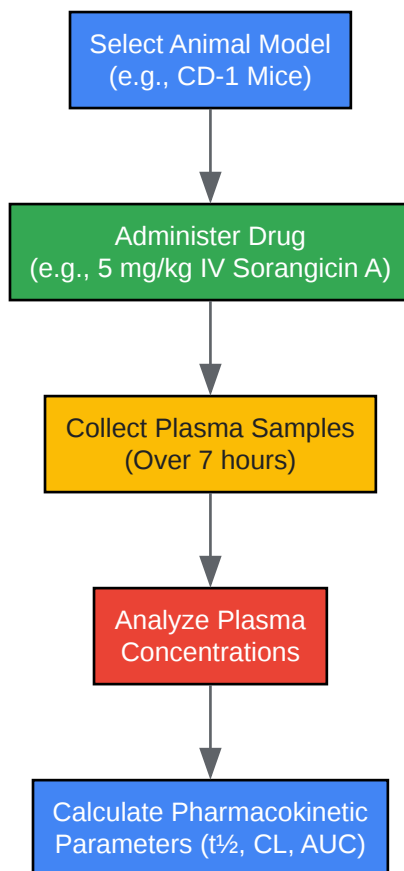 Select Animal Model
(e.g., CD-1 Mice)
Administer Drug
(e.g., 5 mg/kg IV Sorangicin A)
Collect Plasma Samples
(Over 7 hours)
Analyze Plasma
Concentrations
Calculate Pharmacokinetic
Parameters (t½, CL, AUC)